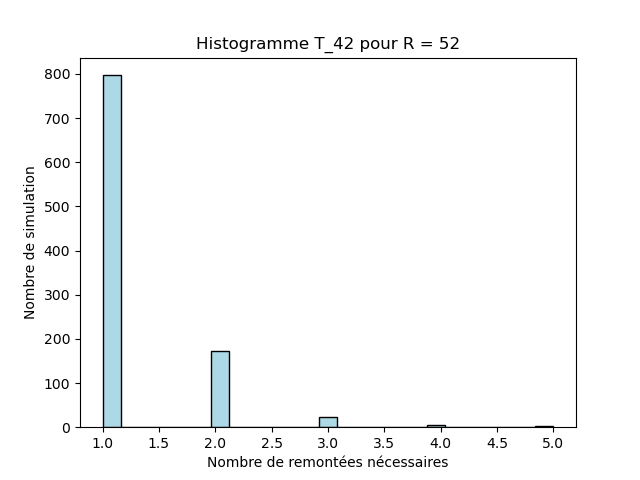 Histogramme T_42 pour R = 52
800
700
600
500
400
300
200
100
0
Nombre de simulation
1.0 1.5 2.0 2.5 3.0 3.5 4.0 4.5 5.0
Nombre de remontées nécessaires